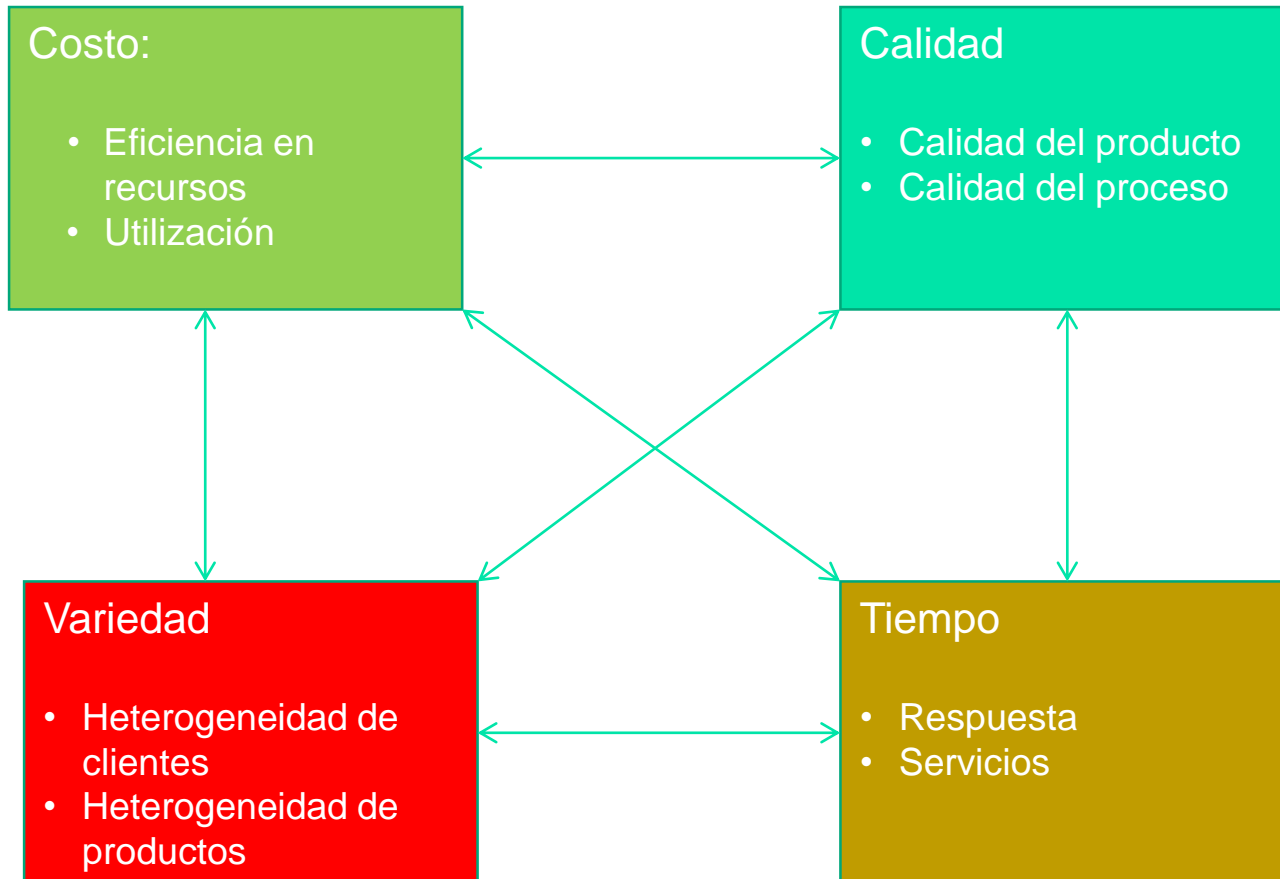 Costo:
• Eficiencia en
recursos
• Utilización
Calidad
• Calidad del producto
• Calidad del proceso
Variedad
• Heterogeneidad de
clientes
• Heterogeneidad de
productos
Tiempo
• Respuesta
• Servicios